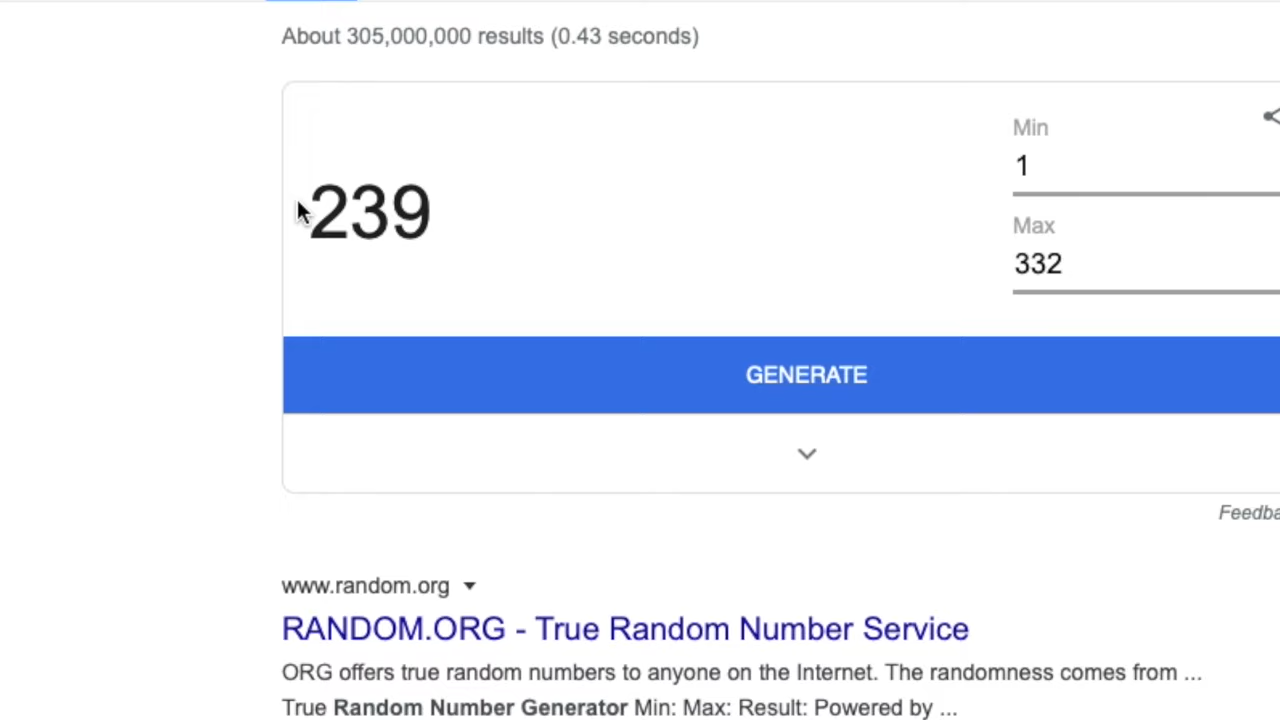 About 305,000,000 results (0.43 seconds)
Min
1
239
Max
332
GENERATE
Feedba
www.random.org
RANDOM.ORG - True Random Number Service
ORG offers true random numbers to anyone on the Internet. The randomness comes from ...
True Random Number Generator Min: Max: Result: Powered by ...